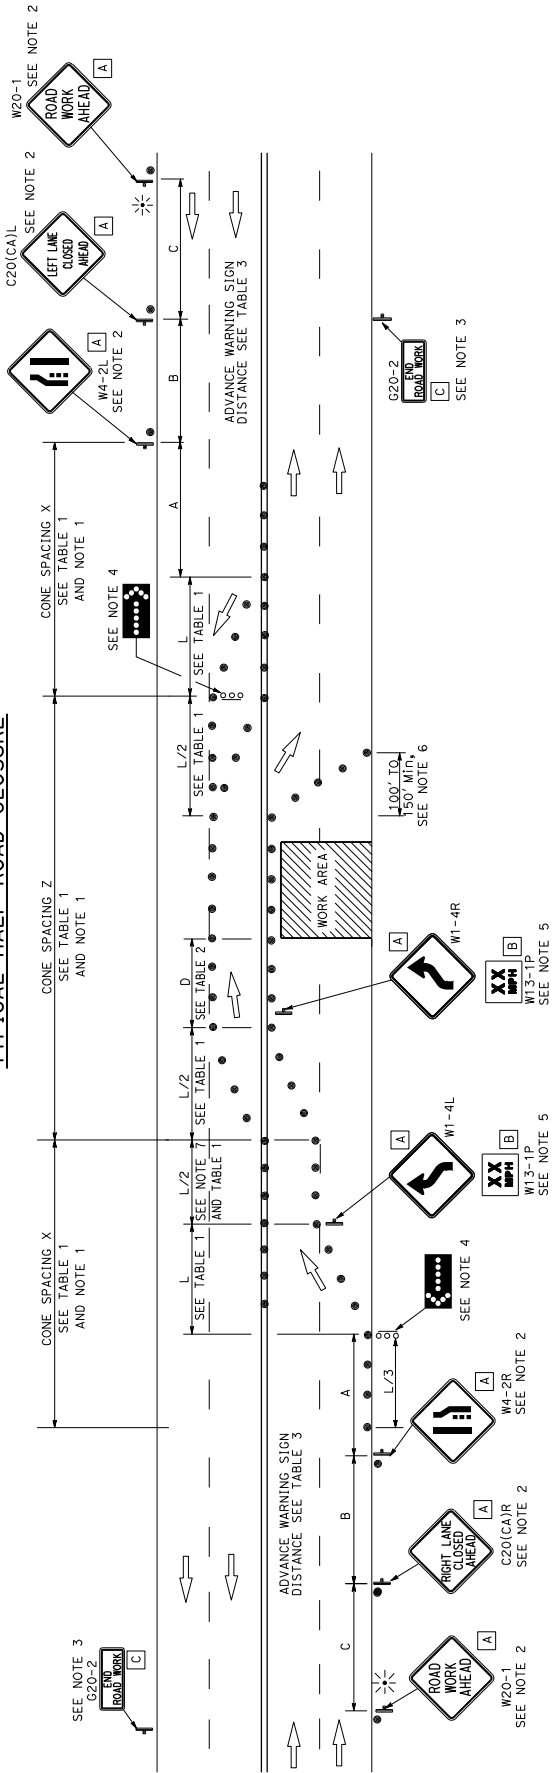 TYPICAL HALF ROAD CLOSURE
SEE NOTE 3
G20-2
END
ROAD WORK
C
CONE SPACING X
SEE TABLE 1
AND NOTE 1
CONE SPACING Z
SEE TABLE 1
AND NOTE 1
CONE SPACING X
SEE TABLE 1
AND NOTE 1
SEE NOTE 4
W4-2L
SEE NOTE 2
A
C20(CA)L
SEE NOTE 2
LEFT LANE
CLOSED
AHEAD
A
W20-1
SEE NOTE 2
ROAD
WORK
AHEAD
A
L
SEE TABLE 1
L/2
SEE NOTE 7
AND TABLE 1
L/2
SEE TABLE 1
D
SEE TABLE 2
L/2
SEE TABLE 1
L
SEE TABLE 1
A
B
C
ADVANCE WARNING SIGN
DISTANCE SEE TABLE 3
ADVANCE WARNING SIGN
DISTANCE SEE TABLE 3
C
B
A
L/3
WORK AREA
100' TO
150' Min,
SEE NOTE 6
ROAD
WORK
AHEAD
A
W20-1
SEE NOTE 2
RIGHT LANE
CLOSED
AHEAD
A
C20(CA)R
SEE NOTE 2
A
W4-2R
SEE NOTE 2
SEE NOTE 4
A
W1-4L
XX
MPH
B
W13-1P
SEE NOTE 5
A
W1-4R
XX
MPH
B
W13-1P
SEE NOTE 5
G20-2
END
ROAD WORK
C
SEE NOTE 3